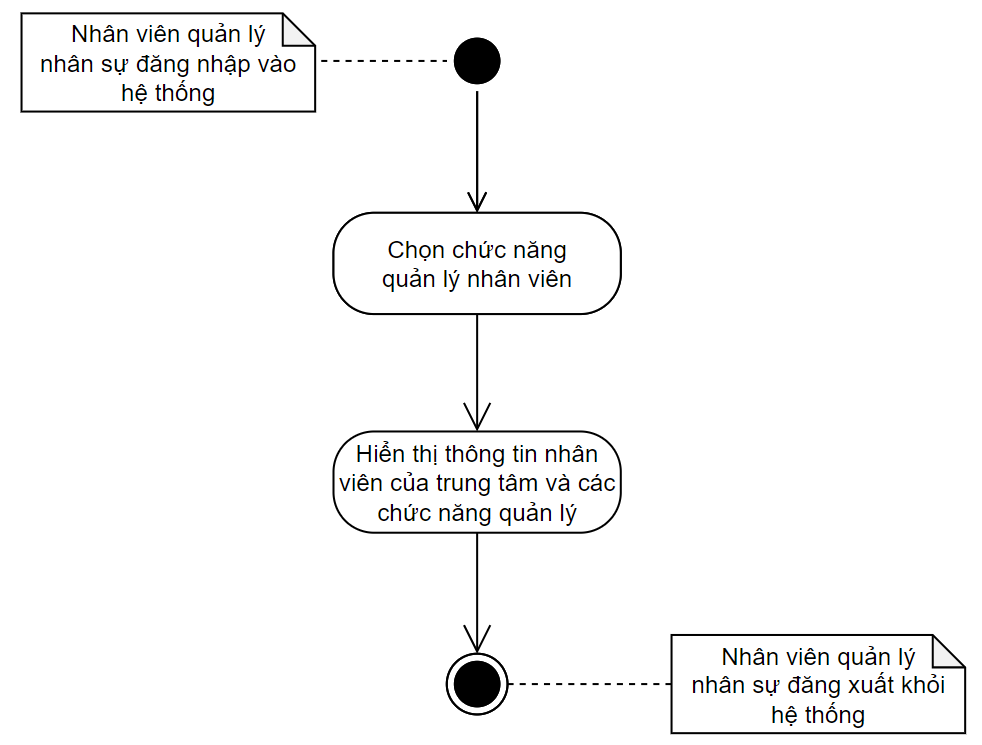 Nhân viên quản lý
nhân sự đăng nhập vào
hệ thống
Chọn chức năng
quản lý nhân viên
Hiển thị thông tin nhân
viên của trung tâm và các
chức năng quản lý
Nhân viên quản lý
nhân sự đăng xuất khỏi
hệ thống